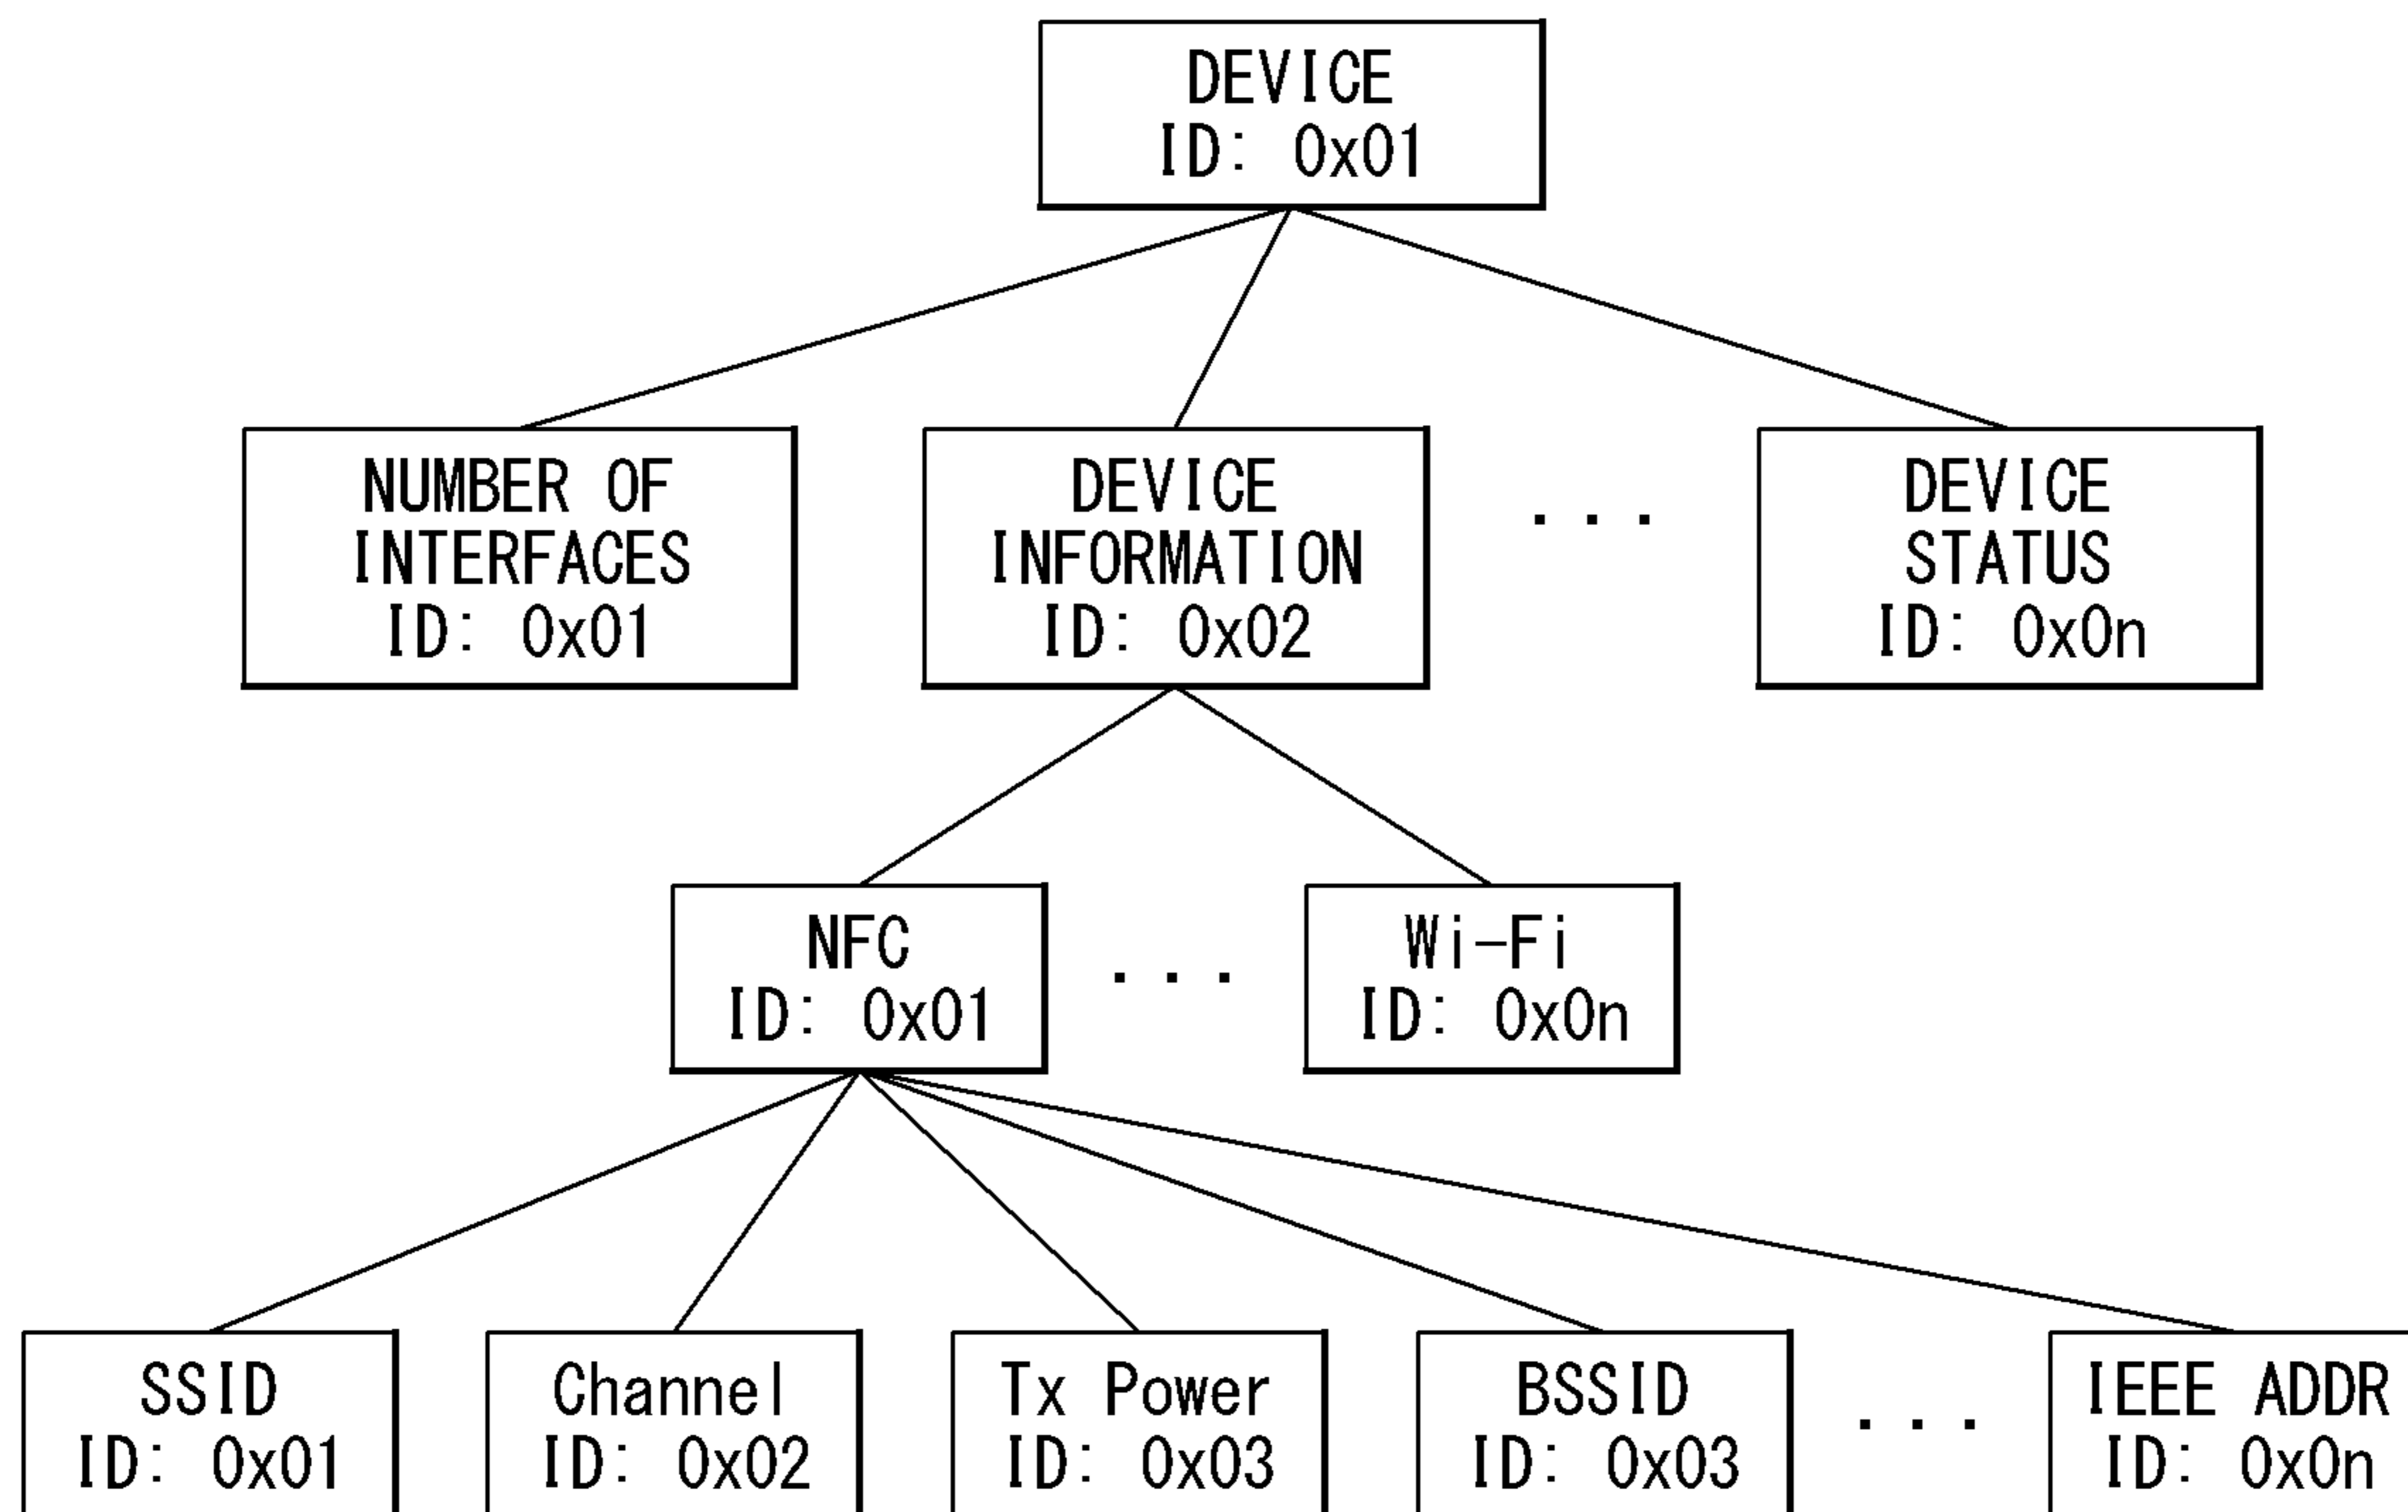 DEVICE
ID: 0x01
NUMBER OF
INTERFACES
ID: 0x01
DEVICE
INFORMATION
ID: 0x02
...
DEVICE
STATUS
ID: 0x0n
NFC
ID: 0x01
...
Wi-Fi
ID: 0x0n
SSID
ID: 0x01
Channel
ID: 0x02
Tx Power
ID: 0x03
BSSID
ID: 0x03
...
IEEE ADDR
ID: 0x0n